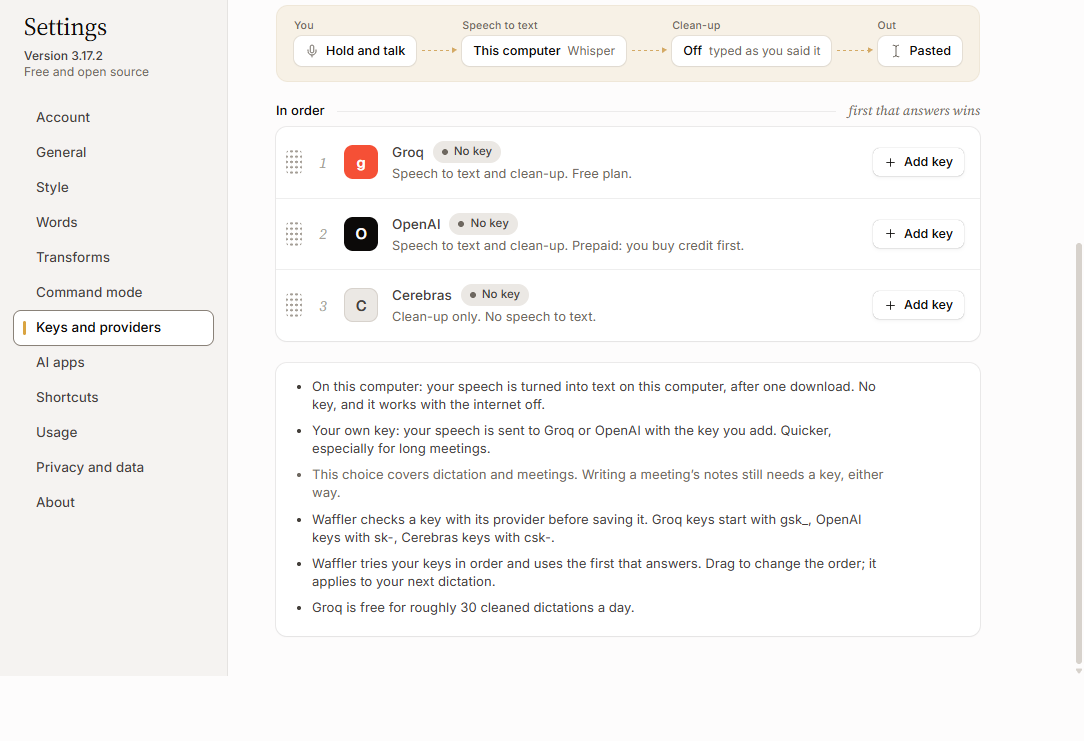 Settings
Version 3.17.2
Free and open source
Account
General
Style
Words
Transforms
Command mode
Keys and providers
AI apps
Shortcuts
Usage
Privacy and data
About
You
Hold and talk
Speech to text
This computer Whisper
Clean-up
Off typed as you said it
Out
Pasted
In order
first that answers wins
1
g
Groq
No key
Speech to text and clean-up. Free plan.
+ Add key
2
O
OpenAI
No key
Speech to text and clean-up. Prepaid: you buy credit first.
+ Add key
3
C
Cerebras
No key
Clean-up only. No speech to text.
+ Add key
• On this computer: your speech is turned into text on this computer, after one download. No
key, and it works with the internet off.
• Your own key: your speech is sent to Groq or OpenAI with the key you add. Quicker,
especially for long meetings.
• This choice covers dictation and meetings. Writing a meeting’s notes still needs a key, either
way.
• Waffler checks a key with its provider before saving it. Groq keys start with gsk_, OpenAI
keys with sk-, Cerebras keys with csk-.
• Waffler tries your keys in order and uses the first that answers. Drag to change the order; it
applies to your next dictation.
• Groq is free for roughly 30 cleaned dictations a day.